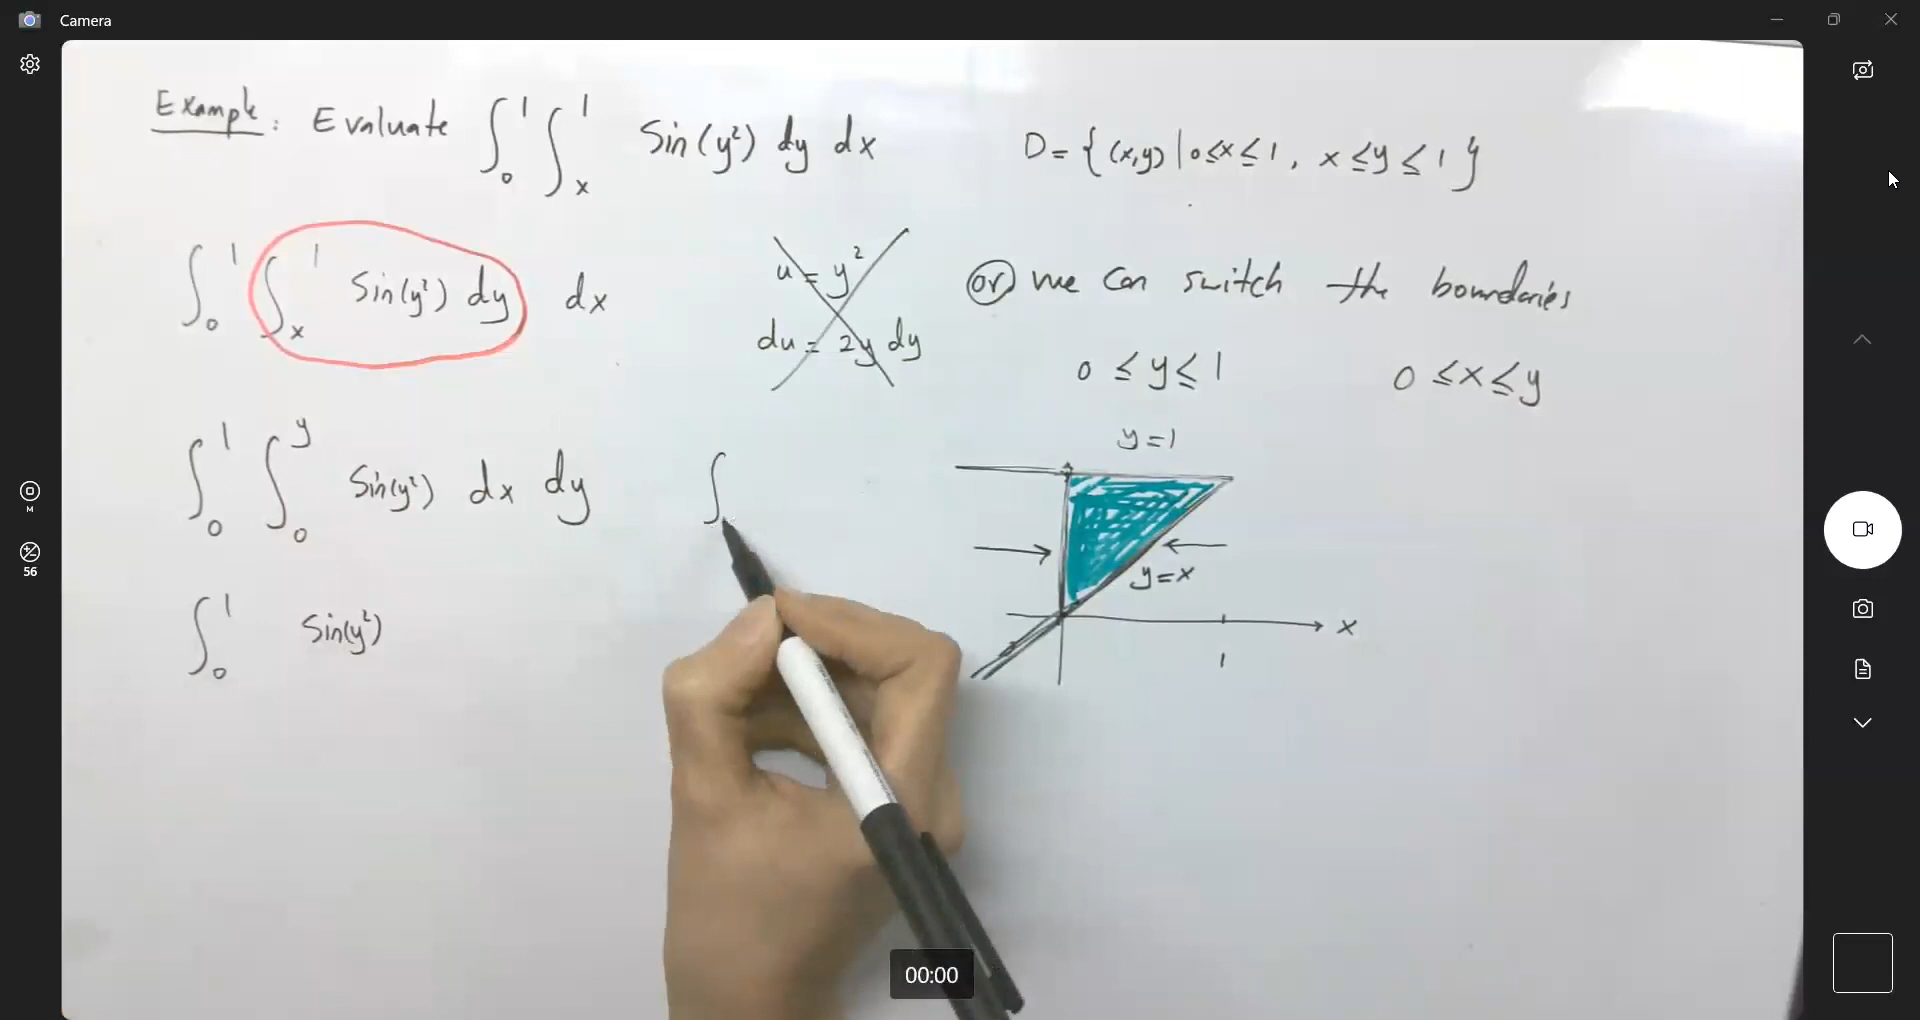 Camera
Example: Evaluate ∫₀¹ ∫ₓ¹ Sin(y²) dy dx
D = {(x,y) | 0≤x≤1, x≤y≤1}
∫₀¹ ∫ₓ¹ Sin(y²) dy dx
u = y²
du = 2y dy
or we can switch the boundaries
0 ≤ y ≤ 1
0 ≤ x ≤ y
∫₀¹ ∫₀ʸ Sin(y²) dx dy
∫
y=1
y=x
x
1
∫₀¹ Sin(y²)
M
56
00:00